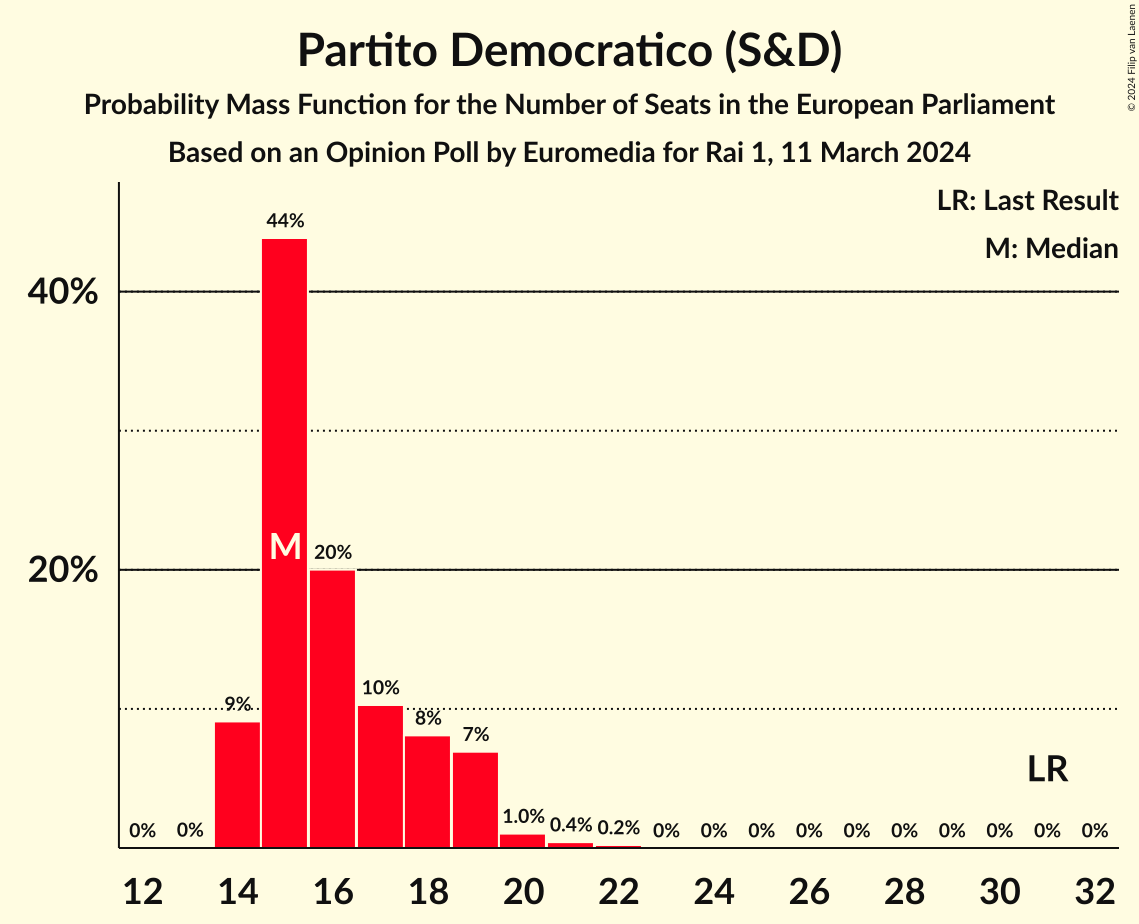 Partito Democratico (S&D)
Probability Mass Function for the Number of Seats in the European Parliament
Based on an Opinion Poll by Euromedia for Rai 1, 11 March 2024
© 2024 Filip van Laenen
LR: Last Result
M: Median
44%
40%
M
20%
20%
10%
9%
8%
7%
LR
1.0%
0.4%
0.2%
0% 0% 0% 0% 0% 0% 0% 0% 0% 0% 0% 0%
12 14 16 18 20 22 24 26 28 30 32